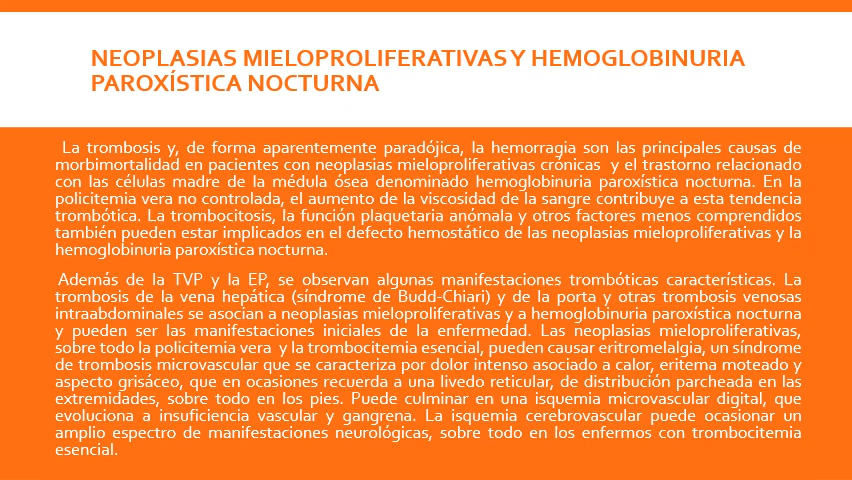 NEOPLASIAS MIELOPROLIFERATIVAS Y HEMOGLOBINURIA
PAROXÍSTICA NOCTURNA
La trombosis y, de forma aparentemente paradójica, la hemorragia son las principales causas de
morbimortalidad en pacientes con neoplasias mieloproliferativas crónicas y el trastorno relacionado
con las células madre de la médula ósea denominado hemoglobinuria paroxística nocturna. En la
policitemia vera no controlada, el aumento de la viscosidad de la sangre contribuye a esta tendencia
trombótica. La trombocitosis, la función plaquetaria anómala y otros factores menos comprendidos
también pueden estar implicados en el defecto hemostático de las neoplasias mieloproliferativas y la
hemoglobinuria paroxística nocturna.
Además de la TVP y la EP, se observan algunas manifestaciones trombóticas características. La
trombosis de la vena hepática (síndrome de Budd-Chiari) y de la porta y otras trombosis venosas
intraabdominales se asocian a neoplasias mieloproliferativas y a hemoglobinuria paroxística nocturna
y pueden ser las manifestaciones iniciales de la enfermedad. Las neoplasias mieloproliferativas,
sobre todo la policitemia vera y la trombocitemia esencial, pueden causar eritromelalgia, un síndrome
de trombosis microvascular que se caracteriza por dolor intenso asociado a calor, eritema moteado y
aspecto grisáceo, que en ocasiones recuerda a una livedo reticular, de distribución parcheada en las
extremidades, sobre todo en los pies. Puede culminar en una isquemia microvascular digital, que
evoluciona a insuficiencia vascular y gangrena. La isquemia cerebrovascular puede ocasionar un
amplio espectro de manifestaciones neurológicas, sobre todo en los enfermos con trombocitemia
esencial.